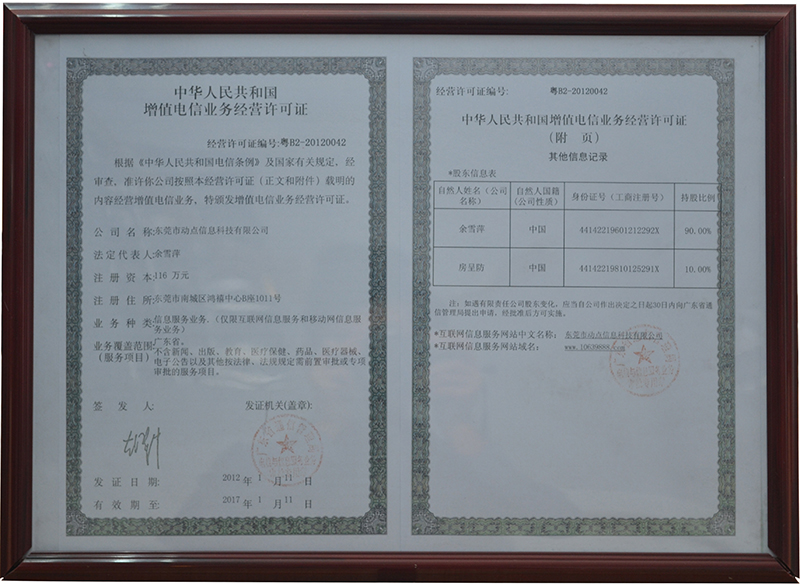 中华人民共和国
增值电信业务经营许可证
经营许可证编号:粤B2-20120042
根据《中华人民共和国电信条例》及国家有关规定，经
审查，准许你公司按照本经营许可证（正文和附件）载明的
内容经营增值电信业务，特颁发增值电信业务经营许可证。
公司名称:东莞市动点信息科技有限公司
法定代表人:余雪萍
注册资本:116万元
注册住所:东莞市南城区鸿禧中心B座1011号
业务种类:信息服务业务.（仅限互联网信息服务和移动网信息服
务业务）
业务覆盖范围:广东省。
(服务项目) 不含新闻、出版、教育、医疗保健、药品、医疗器械、
电子公告以及其他按法律、法规规定需前置审批或专项
审批的服务项目。
签发人: 发证机关(盖章):
发证日期: 2012 年 1 月 11 日
有效期至: 2017 年 1 月 11 日
经营许可证编号: 粤B2-20120042
中华人民共和国增值电信业务经营许可证
（附 页）
其他信息记录
*股东信息表
自然人姓名（公司名称） 自然人国籍（公司性质） 身份证号（工商注册号） 持股比例
余雪萍 中国 44142219601212292X 90.00%
房呈防 中国 44142219810125291X 10.00%
注: 如遇有限责任公司股东变化，应当自公司作出决定之日起30日内向广东省通
信管理局提出申请，经批准后方可实施。
*互联网信息服务网站中文名称: 东莞市动点信息科技有限公司
*互联网信息服务网站域名: www.10639888.